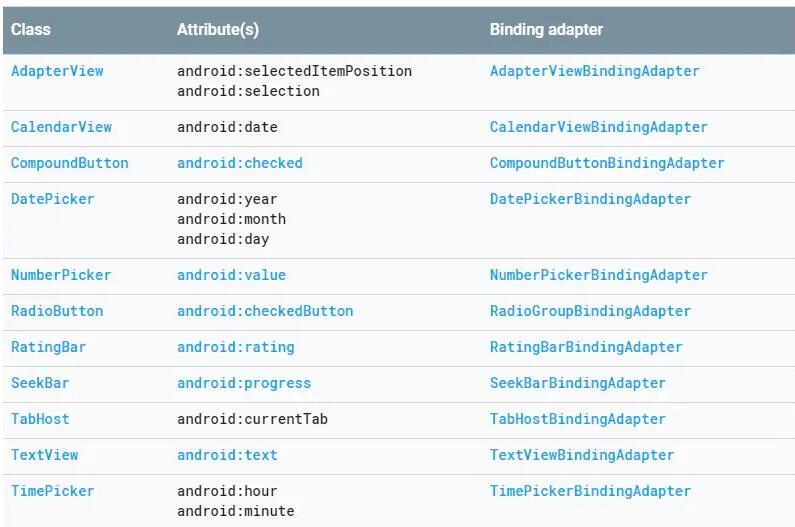 Class Attribute(s) Binding adapter
AdapterView android:selectedItemPosition AdapterViewBindingAdapter
android:selection
CalendarView android:date CalendarViewBindingAdapter
CompoundButton android:checked CompoundButtonBindingAdapter
DatePicker android:year DatePickerBindingAdapter
android:month
android:day
NumberPicker android:value NumberPickerBindingAdapter
RadioButton android:checkedButton RadioGroupBindingAdapter
RatingBar android:rating RatingBarBindingAdapter
SeekBar android:progress SeekBarBindingAdapter
TabHost android:currentTab TabHostBindingAdapter
TextView android:text TextViewBindingAdapter
TimePicker android:hour TimePickerBindingAdapter
android:minute